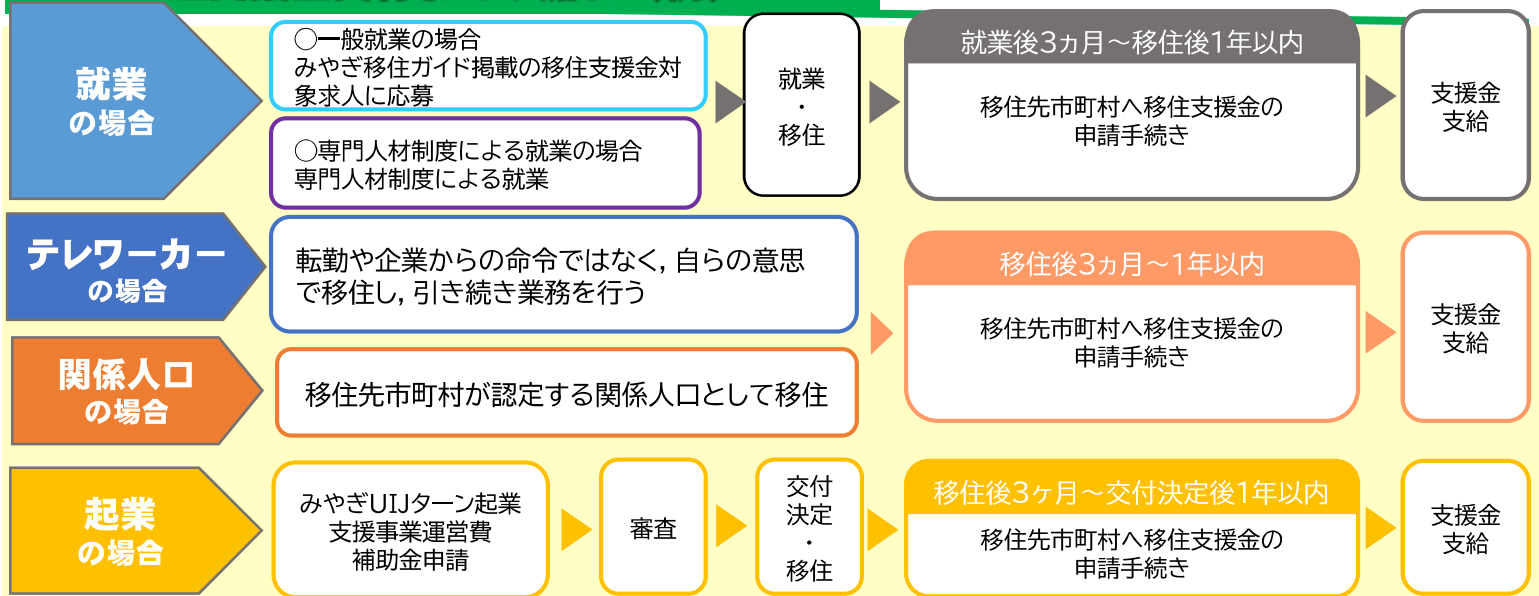 就業
の場合
◯一般就業の場合
みやぎ移住ガイド掲載の移住支援金対
象求人に応募
◯専門人材制度による就業の場合
専門人材制度による就業
就業
・
移住
就業後3ヵ月～移住後1年以内
移住先市町村へ移住支援金の
申請手続き
支援金
支給
テレワーカー
の場合
転勤や企業からの命令ではなく，自らの意思
で移住し，引き続き業務を行う
関係人口
の場合
移住先市町村が認定する関係人口として移住
移住後3ヵ月～1年以内
移住先市町村へ移住支援金の
申請手続き
支援金
支給
起業
の場合
みやぎUIJターン起業
支援事業運営費
補助金申請
審査
交付
決定
・
移住
移住後3ヶ月～交付決定後1年以内
移住先市町村へ移住支援金の
申請手続き
支援金
支給